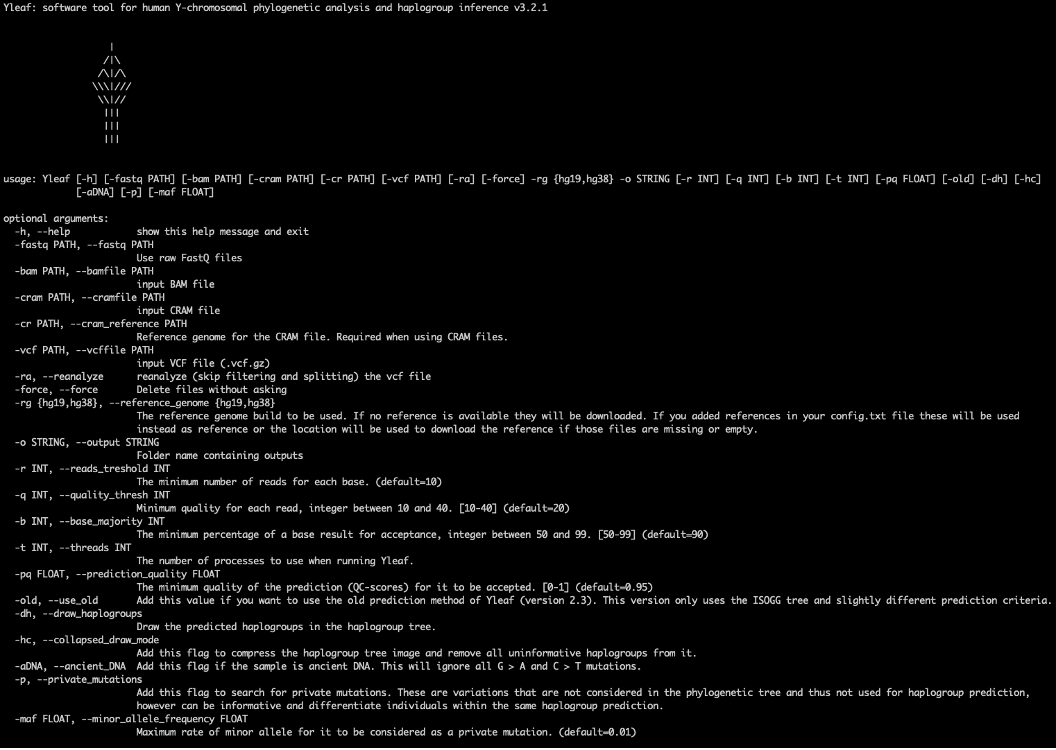 Yleaf: software tool for human Y-chromosomal phylogenetic analysis and haplogroup inference v3.2.1
|
/|\
/\|/\
\\\|///
\\|//
|||
|||
|||
usage: Yleaf [-h] [-fastq PATH] [-bam PATH] [-cram PATH] [-cr PATH] [-vcf PATH] [-ra] [-force] -rg {hg19,hg38} -o STRING [-r INT] [-q INT] [-b INT] [-t INT] [-pq FLOAT] [-old] [-dh] [-hc]
[-aDNA] [-p] [-maf FLOAT]
optional arguments:
-h, --help show this help message and exit
-fastq PATH, --fastq PATH
Use raw FastQ files
-bam PATH, --bamfile PATH
input BAM file
-cram PATH, --cramfile PATH
input CRAM file
-cr PATH, --cram_reference PATH
Reference genome for the CRAM file. Required when using CRAM files.
-vcf PATH, --vcffile PATH
input VCF file (.vcf.gz)
-ra, --reanalyze reanalyze (skip filtering and splitting) the vcf file
-force, --force Delete files without asking
-rg {hg19,hg38}, --reference_genome {hg19,hg38}
The reference genome build to be used. If no reference is available they will be downloaded. If you added references in your config.txt file these will be used
instead as reference or the location will be used to download the reference if those files are missing or empty.
-o STRING, --output STRING
Folder name containing outputs
-r INT, --reads_treshold INT
The minimum number of reads for each base. (default=10)
-q INT, --quality_thresh INT
Minimum quality for each read, integer between 10 and 40. [10-40] (default=20)
-b INT, --base_majority INT
The minimum percentage of a base result for acceptance, integer between 50 and 99. [50-99] (default=90)
-t INT, --threads INT
The number of processes to use when running Yleaf.
-pq FLOAT, --prediction_quality FLOAT
The minimum quality of the prediction (QC-scores) for it to be accepted. [0-1] (default=0.95)
-old, --use_old Add this value if you want to use the old prediction method of Yleaf (version 2.3). This version only uses the ISOGG tree and slightly different prediction criteria.
-dh, --draw_haplogroups
Draw the predicted haplogroups in the haplogroup tree.
-hc, --collapsed_draw_mode
Add this flag to compress the haplogroup tree image and remove all uninformative haplogroups from it.
-aDNA, --ancient_DNA Add this flag if the sample is ancient DNA. This will ignore all G > A and C > T mutations.
-p, --private_mutations
Add this flag to search for private mutations. These are variations that are not considered in the phylogenetic tree and thus not used for haplogroup prediction,
however can be informative and differentiate individuals within the same haplogroup prediction.
-maf FLOAT, --minor_allele_frequency FLOAT
Maximum rate of minor allele for it to be considered as a private mutation. (default=0.01)